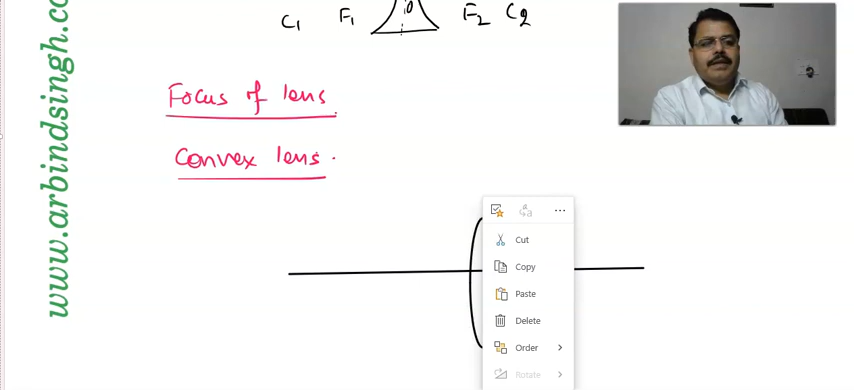 C1 F1 O F2 C2
www.arbindsingh.co
Focus of lens
Convex lens.
Cut
Copy
Paste
Delete
Order
Rotate